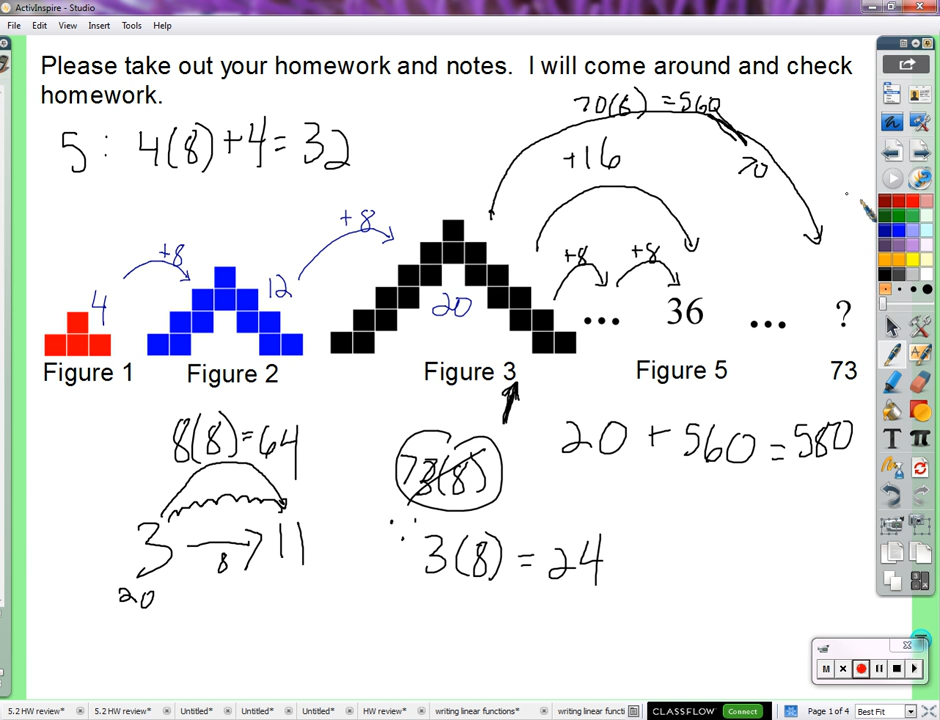 ActivInspire - Studio
File Edit View Insert Tools Help
Please take out your homework and notes. I will come around and check
homework.
70(8) = 560
5 : 4(8) + 4 = 32
+16
70
+8
+8
+8
+8
4
12
20
... 36 ... ?
Figure 1
Figure 2
Figure 3
Figure 5
73
8(8) = 64
20 + 560 = 580
73(8)
3 → 11
8
20
3(8) = 24
T π
M
5.2 HW review*
5.2 HW review*
Untitled*
Untitled*
Untitled*
HW review*
writing linear functions*
writing linear functi
CLASSFLOW
Connect
Page 1 of 4
Best Fit